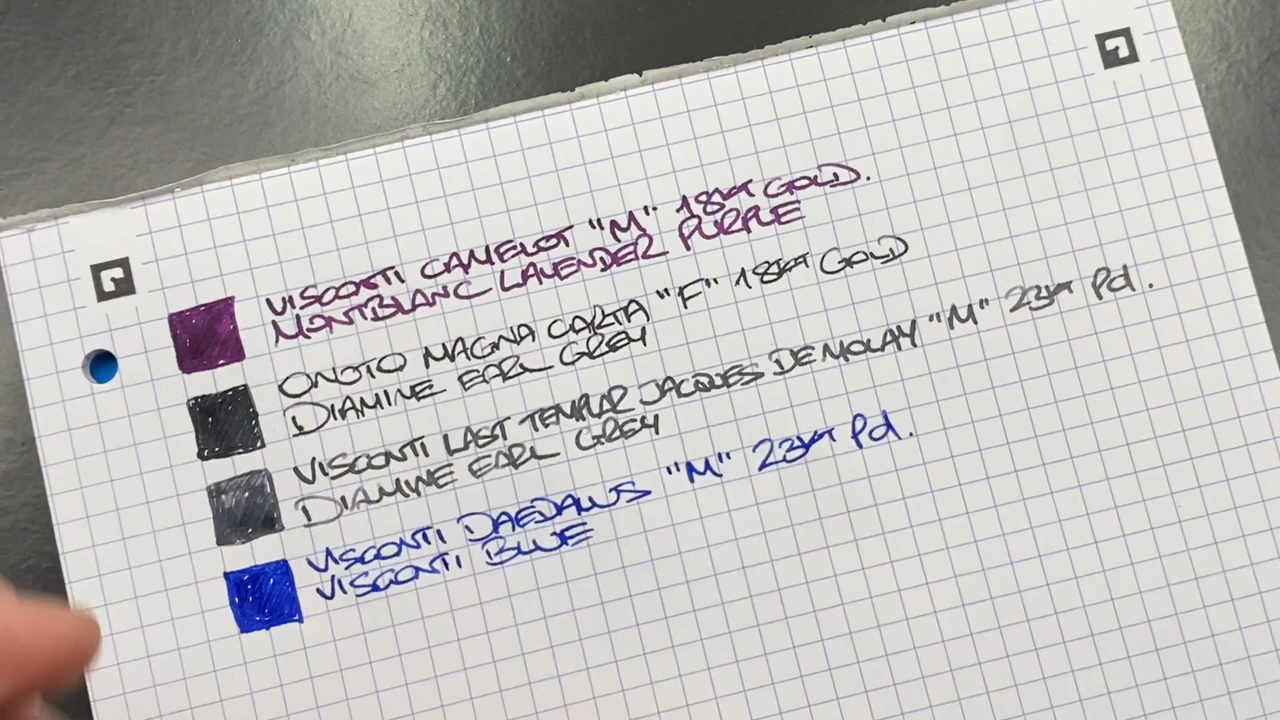 VISCONTI CAMELOT "M" 18KT GOLD.
MONTBLANC LAVENDER PURPLE
ONOTO MAGNA CARTA "F" 18KT GOLD
DIAMINE EARL GREY
VISCONTI LAST TEMPLAR JACQUES DE MOLAY "M" 23KT Pd.
DIAMINE EARL GREY
VISCONTI DAEDALUS "M" 23KT Pd.
VISCONTI BLUE